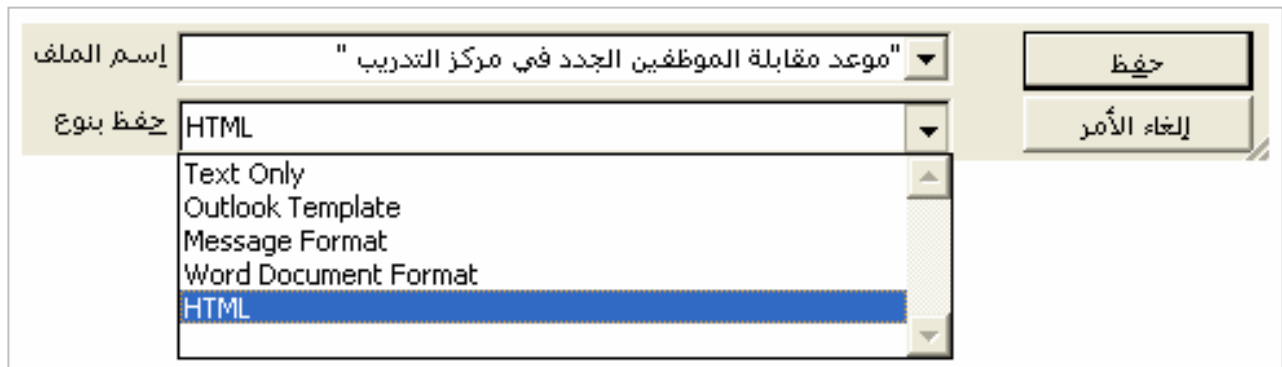 إسم الملف
"موعد مقابلة الموظفين الجدد في مركز التدريب "
حفظ
حفظ بنوع
HTML
إلغاء الأمر
Text Only
Outlook Template
Message Format
Word Document Format
HTML